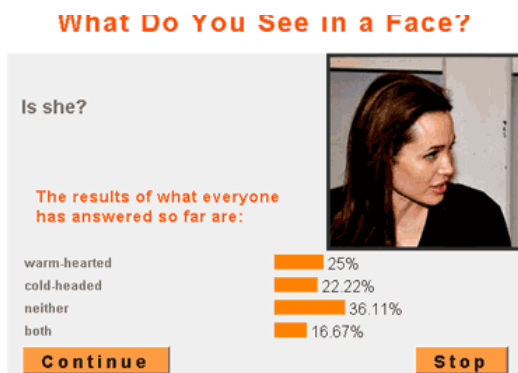 What Do You See in a Face?
Is she?
The results of what everyone
has answered so far are:
warm-hearted 25%
cold-headed 22.22%
neither 36.11%
both 16.67%
Continue Stop